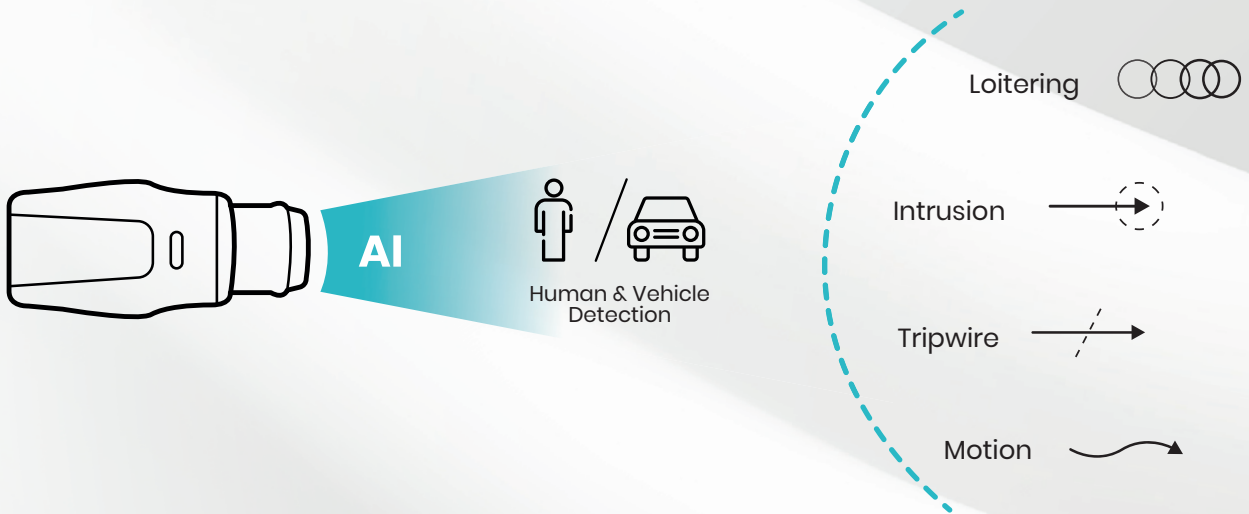 AI
Human & Vehicle
Detection
Loitering
Intrusion
Tripwire
Motion